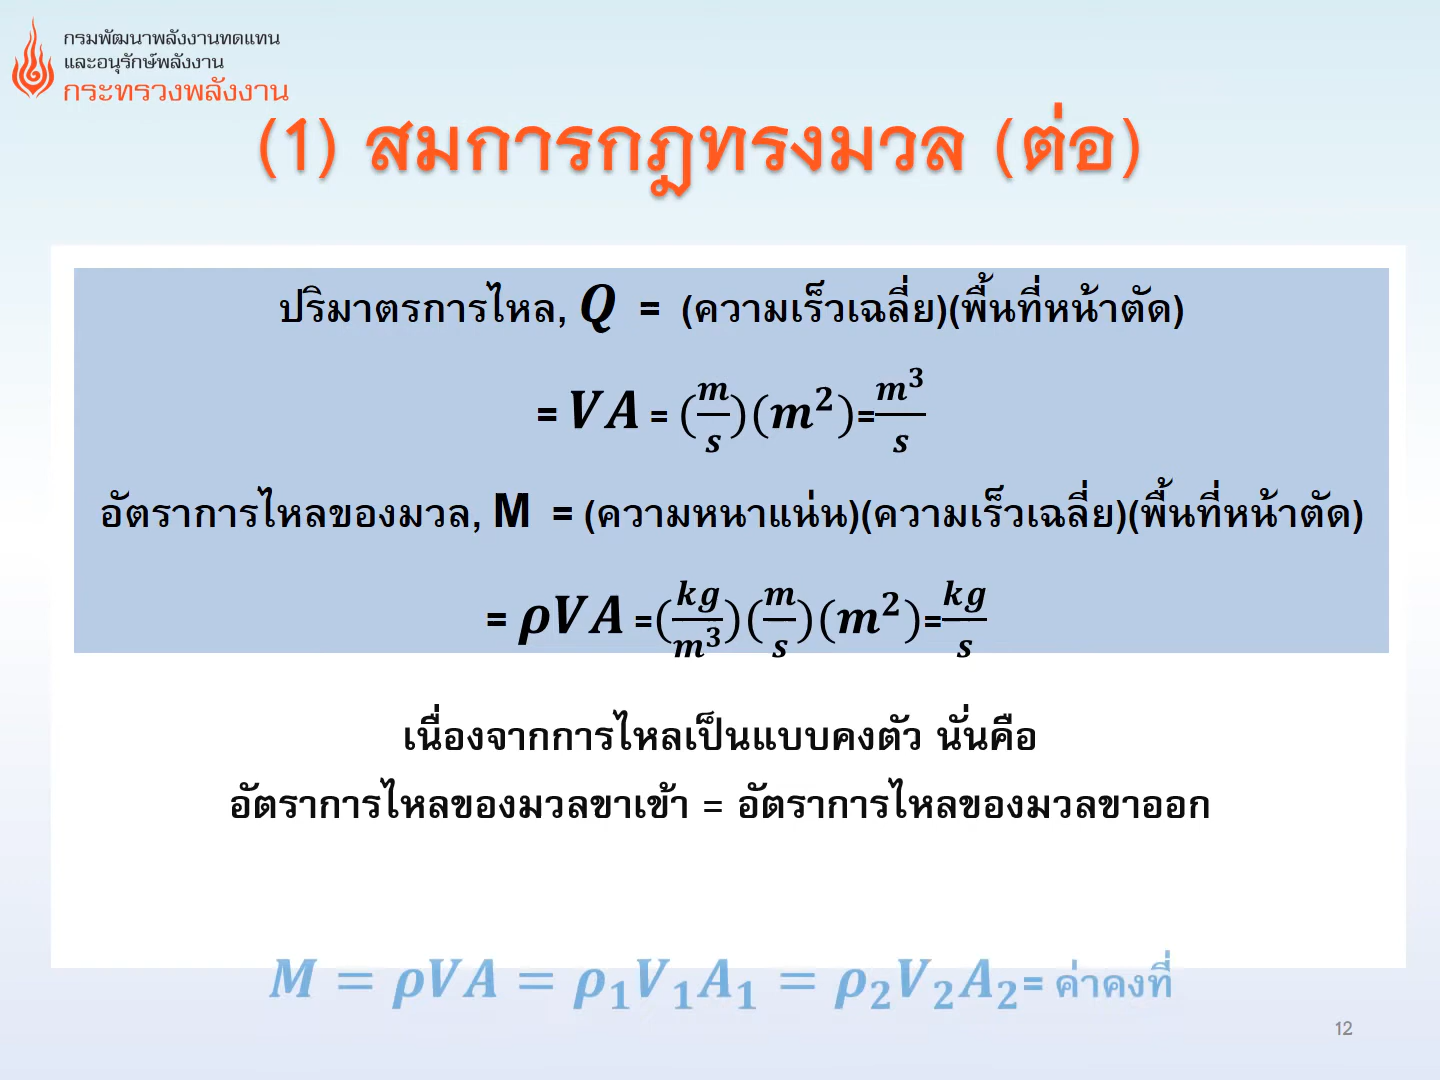 กรมพัฒนาพลังงานทดแทน
และอนุรักษ์พลังงาน
กระทรวงพลังงาน
(1) สมการกฎทรงมวล (ต่อ)
ปริมาตรการไหล, Q = (ความเร็วเฉลี่ย)(พื้นที่หน้าตัด)
= VA = (m/s)(m²)=m³/s
อัตราการไหลของมวล, M = (ความหนาแน่น)(ความเร็วเฉลี่ย)(พื้นที่หน้าตัด)
= ρVA =(kg/m³)(m/s)(m²)=kg/s
เนื่องจากการไหลเป็นแบบคงตัว นั่นคือ
อัตราการไหลของมวลขาเข้า = อัตราการไหลของมวลขาออก
M = ρVA = ρ₁V₁A₁ = ρ₂V₂A₂= ค่าคงที่
12